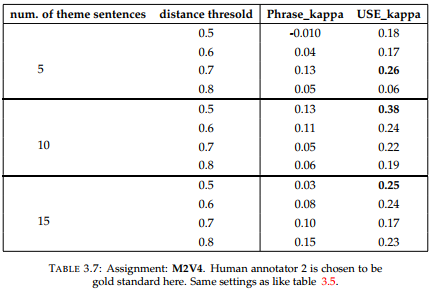 num. of theme sentences distance thresold Phrase_kappa USE_kappa
0.5 -0.010 0.18
0.6 0.04 0.17
5
0.7 0.13 0.26
0.8 0.05 0.06
0.5 0.13 0.38
0.6 0.11 0.24
10
0.7 0.05 0.22
0.8 0.06 0.19
0.5 0.03 0.25
0.6 0.08 0.24
15
0.7 0.10 0.17
0.8 0.15 0.23
TABLE 3.7: Assignment: M2V4. Human annotator 2 is chosen to be
gold standard here. Same settings as like table 3.5.